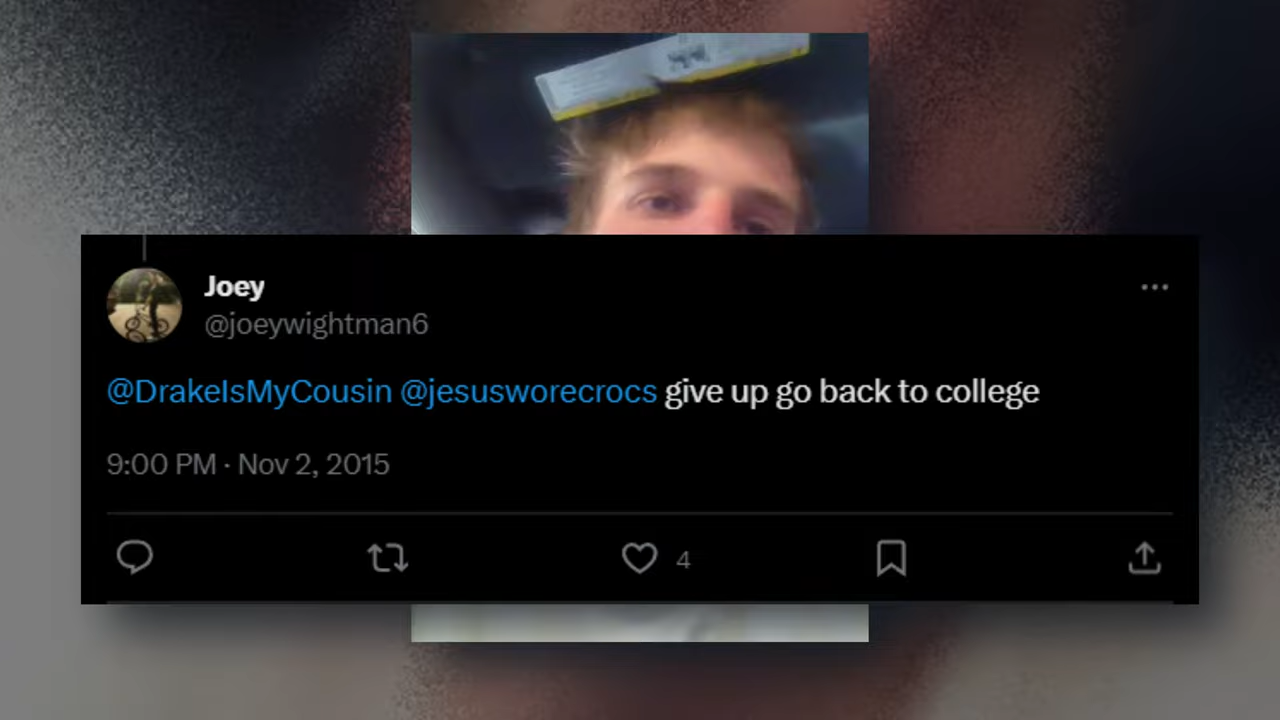 Joey
@joeywightman6
@DrakeIsMyCousin @jesusworecrocs give up go back to college
9:00 PM · Nov 2, 2015
4